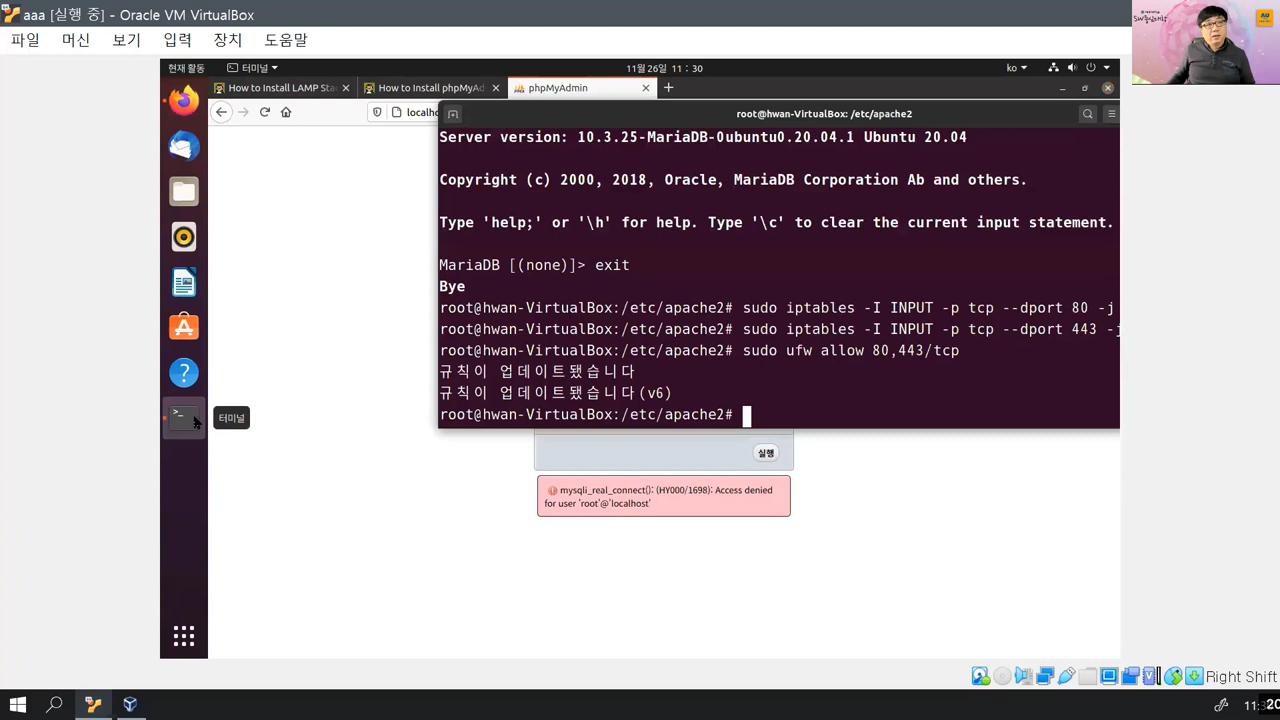 aaa [실행 중] - Oracle VM VirtualBox
파일 머신 보기 입력 장치 도움말
현재 활동 터미널 11월 26일 11 : 30 ko
How to Install LAMP Sta How to Install phpMyAd phpMyAdmin
localho
root@hwan-VirtualBox: /etc/apache2
Server version: 10.3.25-MariaDB-0ubuntu0.20.04.1 Ubuntu 20.04
Copyright (c) 2000, 2018, Oracle, MariaDB Corporation Ab and others.
Type 'help;' or '\h' for help. Type '\c' to clear the current input statement.
MariaDB [(none)]> exit
Bye
root@hwan-VirtualBox:/etc/apache2# sudo iptables -I INPUT -p tcp --dport 80 -j
root@hwan-VirtualBox:/etc/apache2# sudo iptables -I INPUT -p tcp --dport 443 -j
root@hwan-VirtualBox:/etc/apache2# sudo ufw allow 80,443/tcp
규칙이 업데이트됐습니다
규칙이 업데이트됐습니다(v6)
root@hwan-VirtualBox:/etc/apache2#
터미널
실행
mysqli_real_connect(): (HY000/1698): Access denied
for user 'root'@'localhost'
Right Shift